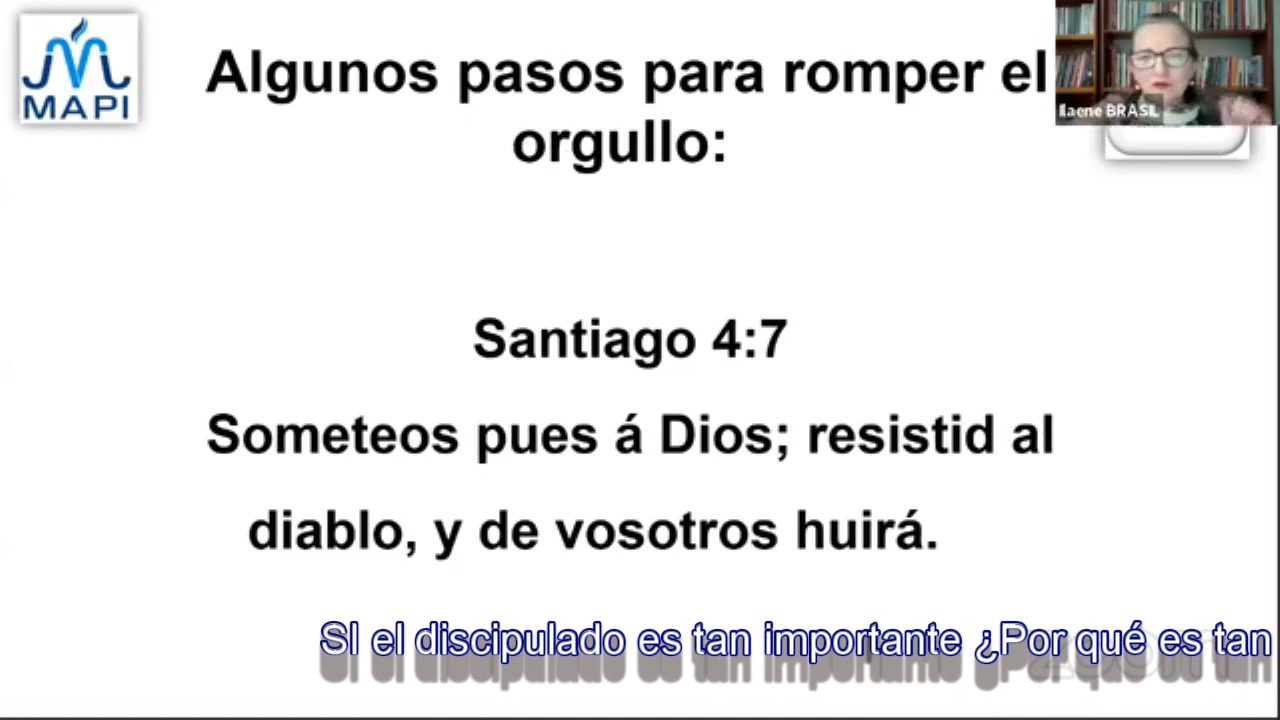 MAPI
Algunos pasos para romper el
orgullo:
Ilaene BRASIL
Santiago 4:7
Someteos pues á Dios; resistid al
diablo, y de vosotros huirá.
SI el discipulado es tan importante ¿Por qué es tan
zoom